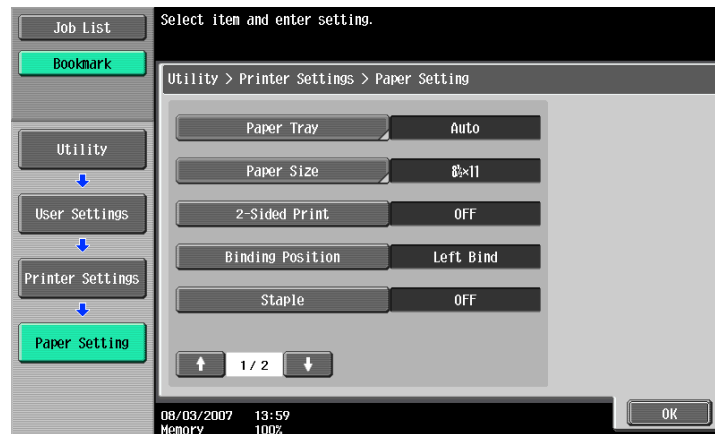 Job List
Bookmark
Select item and enter setting.
Utility > Printer Settings > Paper Setting
Utility
User Settings
Printer Settings
Paper Setting
Paper Tray Auto
Paper Size 8½×11
2-Sided Print OFF
Binding Position Left Bind
Staple OFF
1/ 2
08/03/2007 13:59
Memory 100%
OK